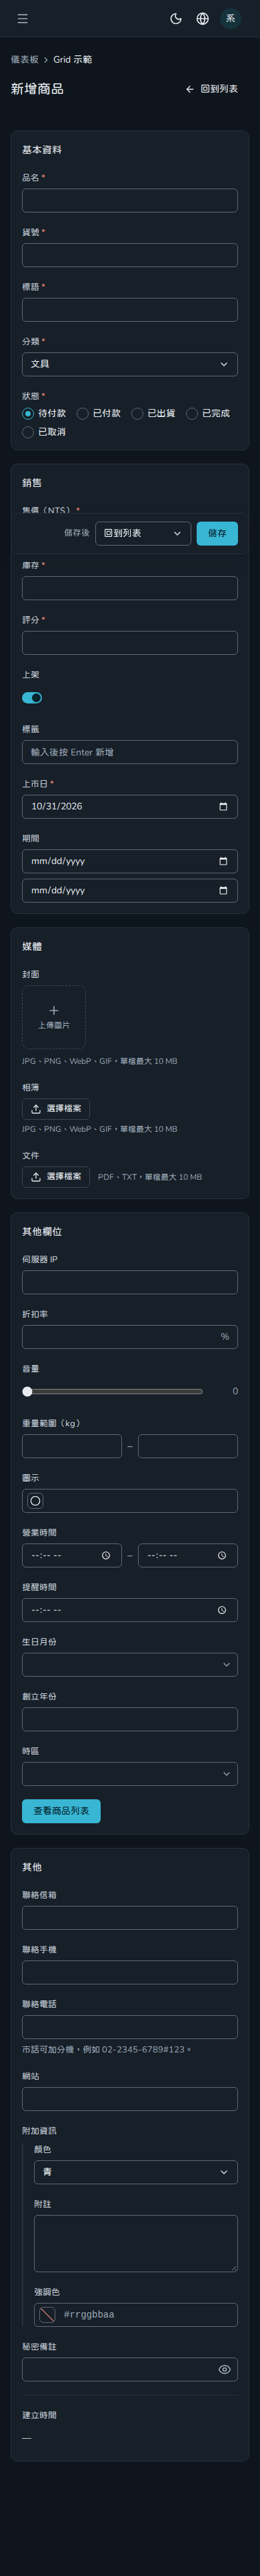 系
儀表板 > Grid 示範
新增商品
← 回到列表
基本資料
品名 *
貨號 *
標語 *
分類 *
文具
狀態 *
待付款 已付款 已出貨 已完成
已取消
銷售
售價（NT$） *
儲存後 回到列表 儲存
庫存 *
評分 *
上架
標籤
輸入後按 Enter 新增
上市日 *
10/31/2026
期間
mm/dd/yyyy
mm/dd/yyyy
媒體
封面
+
上傳圖片
JPG、PNG、WebP、GIF，單檔最大 10 MB
相簿
選擇檔案
JPG、PNG、WebP、GIF，單檔最大 10 MB
文件
選擇檔案 PDF、TXT，單檔最大 10 MB
其他欄位
伺服器 IP
折扣率
%
音量
0
重量範圍（kg）
–
圖示
營業時間
--:-- -- – --:-- --
提醒時間
--:-- --
生日月份
創立年份
時區
查看商品列表
其他
聯絡信箱
聯絡手機
聯絡電話
市話可加分機，例如 02-2345-6789#123。
網站
附加資訊
顏色
青
附註
強調色
#rrggbbaa
秘密備註
建立時間
—